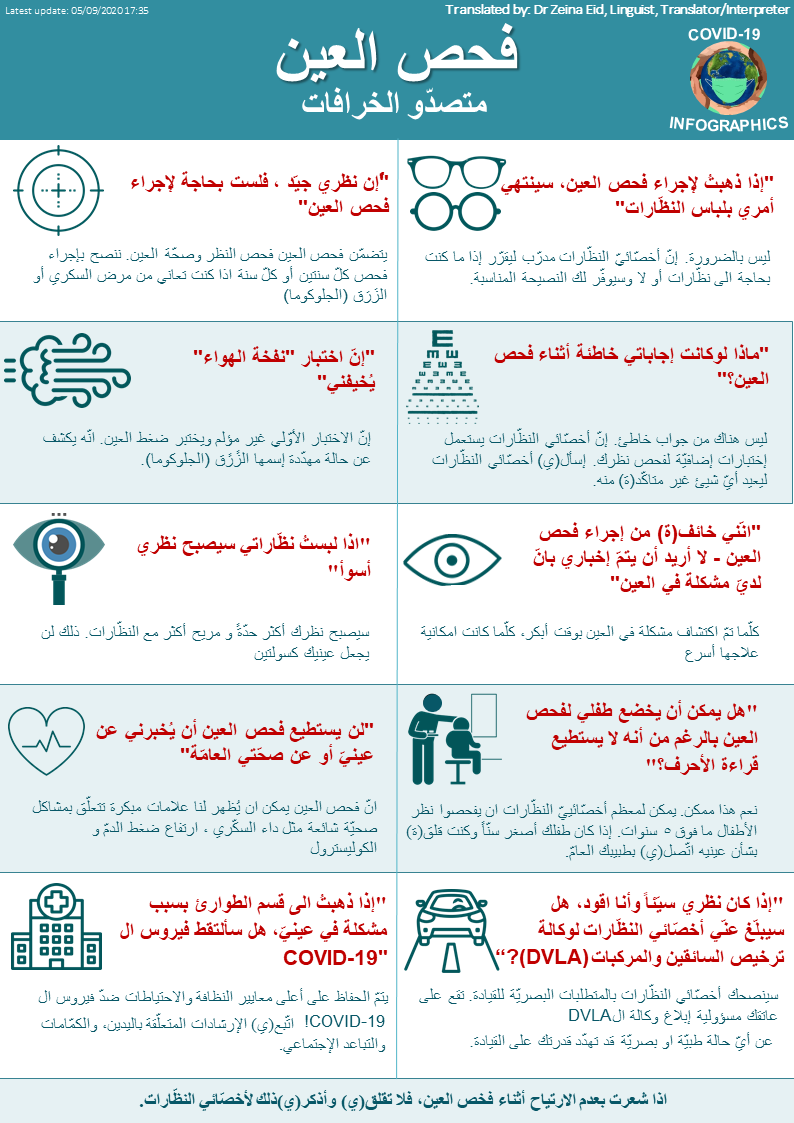 Latest update: 05/09/2020 17:35
Translated by: Dr Zeina Eid, Linguist, Translator/Interpreter
فحص العين
متصدّو الخرافات
COVID-19
INFOGRAPHICS
"إذا ذهبتُ لإجراء فحص العين، سينتهي
أمري بلباس النظّارات"
ليس بالضرورة. إنّ أخصّائيّ النظّارات مدرّب ليقرّر إذا ما كنت
بحاجة الى نظّارات أو لا وسيوفّر لك النصيحة المناسبة.
"إن نظري جيّد ، فلست بحاجة لإجراء
فحص العين"
يتضمّن فحص العين فحص النظر وصحّة العين. ننصح بإجراء
فحص كلّ سنتين أو كلّ سنة اذا كنت تعاني من مرض السكري أو
الزَرَق (الجلوكوما)
"ماذا لوكانت إجاباتي خاطئة أثناء فحص
العين؟"
ليس هناك من جواب خاطئ. إنّ أخصّائي النظّارات يستعمل
إختبارات إضافيّة لفحص نظرك. إسأل(ي) أخصّائي النظّارات
ليعيد أيّ شيئ غير متاكّد(ة) منه.
"إنّ اختبار "نفخة الهواء"
يُخيفني"
إنّ الاختبار الأوّلي غير مؤلم ويختبر ضغط العين. انّه يكشف
عن حالة مهدّدة إسمها الزََرَق (الجلوكوما).
"انّني خائف(ة) من إجراء فحص
العين - لا أريد أن يتمّ إخباري بانّ
لديّ مشكلة في العين"
كلّما تمّ اكتشاف مشكلة في العين بوقت أبكر، كلّما كانت امكانية
علاجها أسرع
"اذا لبستُ نظّاراتي سيصبح نظري
أسوأ"
سيصبح نظرك أكثر حدّةً و مريح أكثر مع النظّارات. ذلك لن
يجعل عينيك كسولتين
"هل يمكن أن يخضع طفلي لفحص
العين بالرغم من أنه لا يستطيع
قراءة الأحرف؟"
نعم هذا ممكن. يمكن لمعظم أخصّائييّ النظّارات ان يفحصوا نظر
الأطفال ما فوق ٥ سنوات. إذا كان طفلك أصغر سنّاً وكنت قلق(ة)
بشأن عينيه اتّصل(ي) بطبيبك العامّ.
"لن يستطيع فحص العين أن يُخبرني عن
عينيّ أو عن صحّتي العامّة"
انّ فحص العين يمكن ان يُظهر لنا علامات مبكرة تتعلّق بمشاكل
صحيّة شائعة مثل داء السكّري ، ارتفاع ضغط الدمّ و
الكوليسترول
"إذا كان نظري سيّئاً وأنا اقود، هل
سيبلّغ عنّي أخصّائي النظّارات لوكالة
ترخيص السائقين والمركبات (DVLA)?"
سينصحك أخصّائي النظّارات بالمتطلبات البصريّة للقيادة. تقع على
عاتقك مسؤولية إبلاغ وكالة الDVLA
عن أيّ حالة طبيّة او بصريّة قد تهدّد قدرتك على القيادة.
"إذا ذهبتُ الى قسم الطوارئ بسبب
مشكلة في عينيّ، هل سألتقط فيروس ال
COVID-19"
يتمّ الحفاظ على أعلى معايير النظافة والاحتياطات ضدّ فيروس ال
COVID-19! اتّبع(ي) الإرشادات المتعلّقة باليدين، والكمّامات
والتباعد الإجتماعي.
اذا شعرت بعدم الارتياح أثناء فخص العين، فلا تقلق(ي) وأذكر(ي)ذلك لأخصّائي النظّارات.